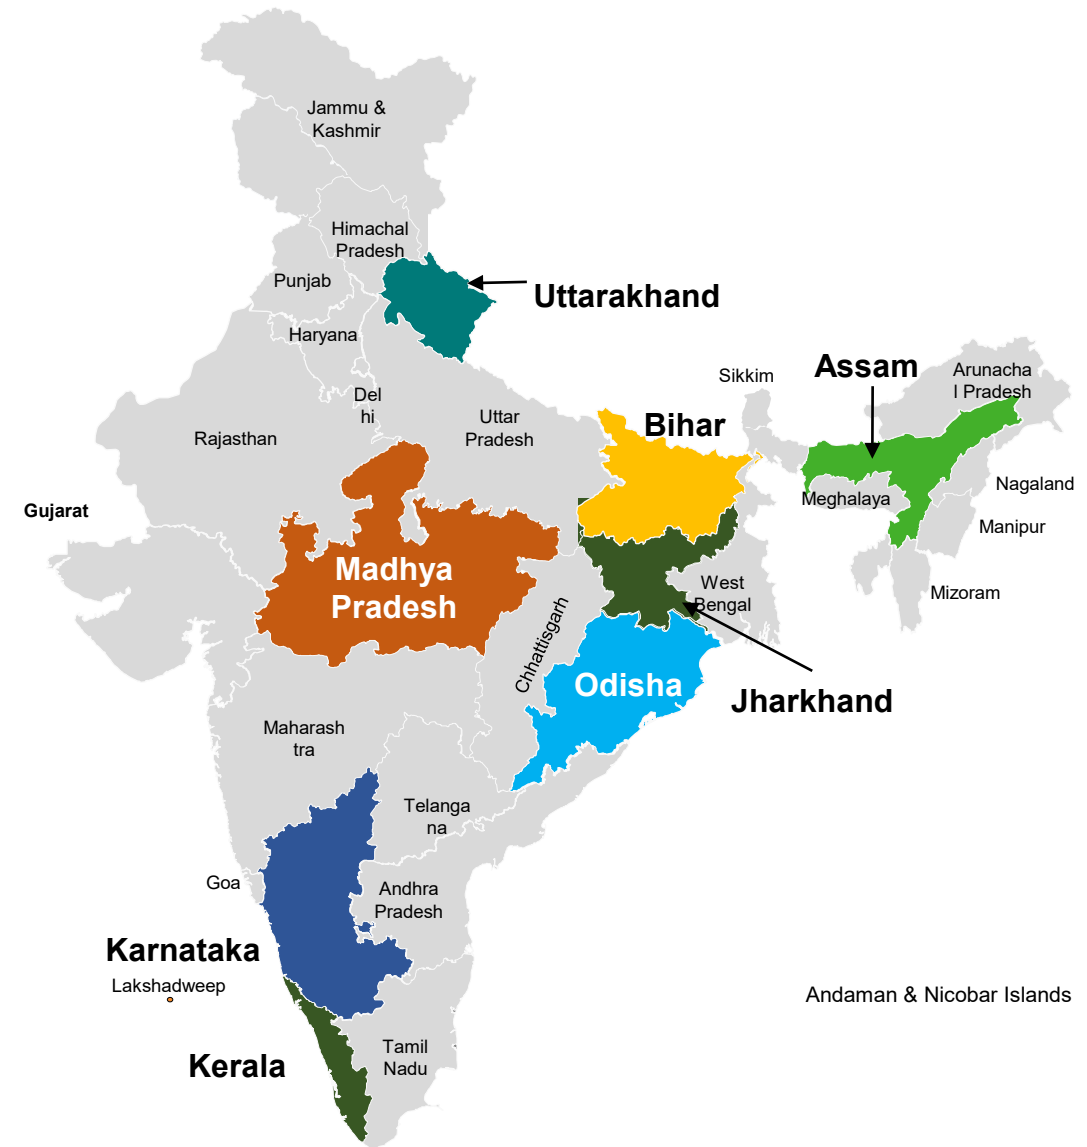 Jammu &
Kashmir
Himachal
Pradesh
Punjab
Uttarakhand
Haryana
Assam
Sikkim
Arunacha
l Pradesh
Del
hi
Uttar
Pradesh
Bihar
Rajasthan
Nagaland
Meghalaya
Gujarat
Manipur
Madhya
Pradesh
West
Bengal
Mizoram
Chhattisgarh
Odisha
Jharkhand
Maharash
tra
Telanga
na
Goa
Andhra
Pradesh
Karnataka
Lakshadweep
Andaman & Nicobar Islands
Tamil
Nadu
Kerala